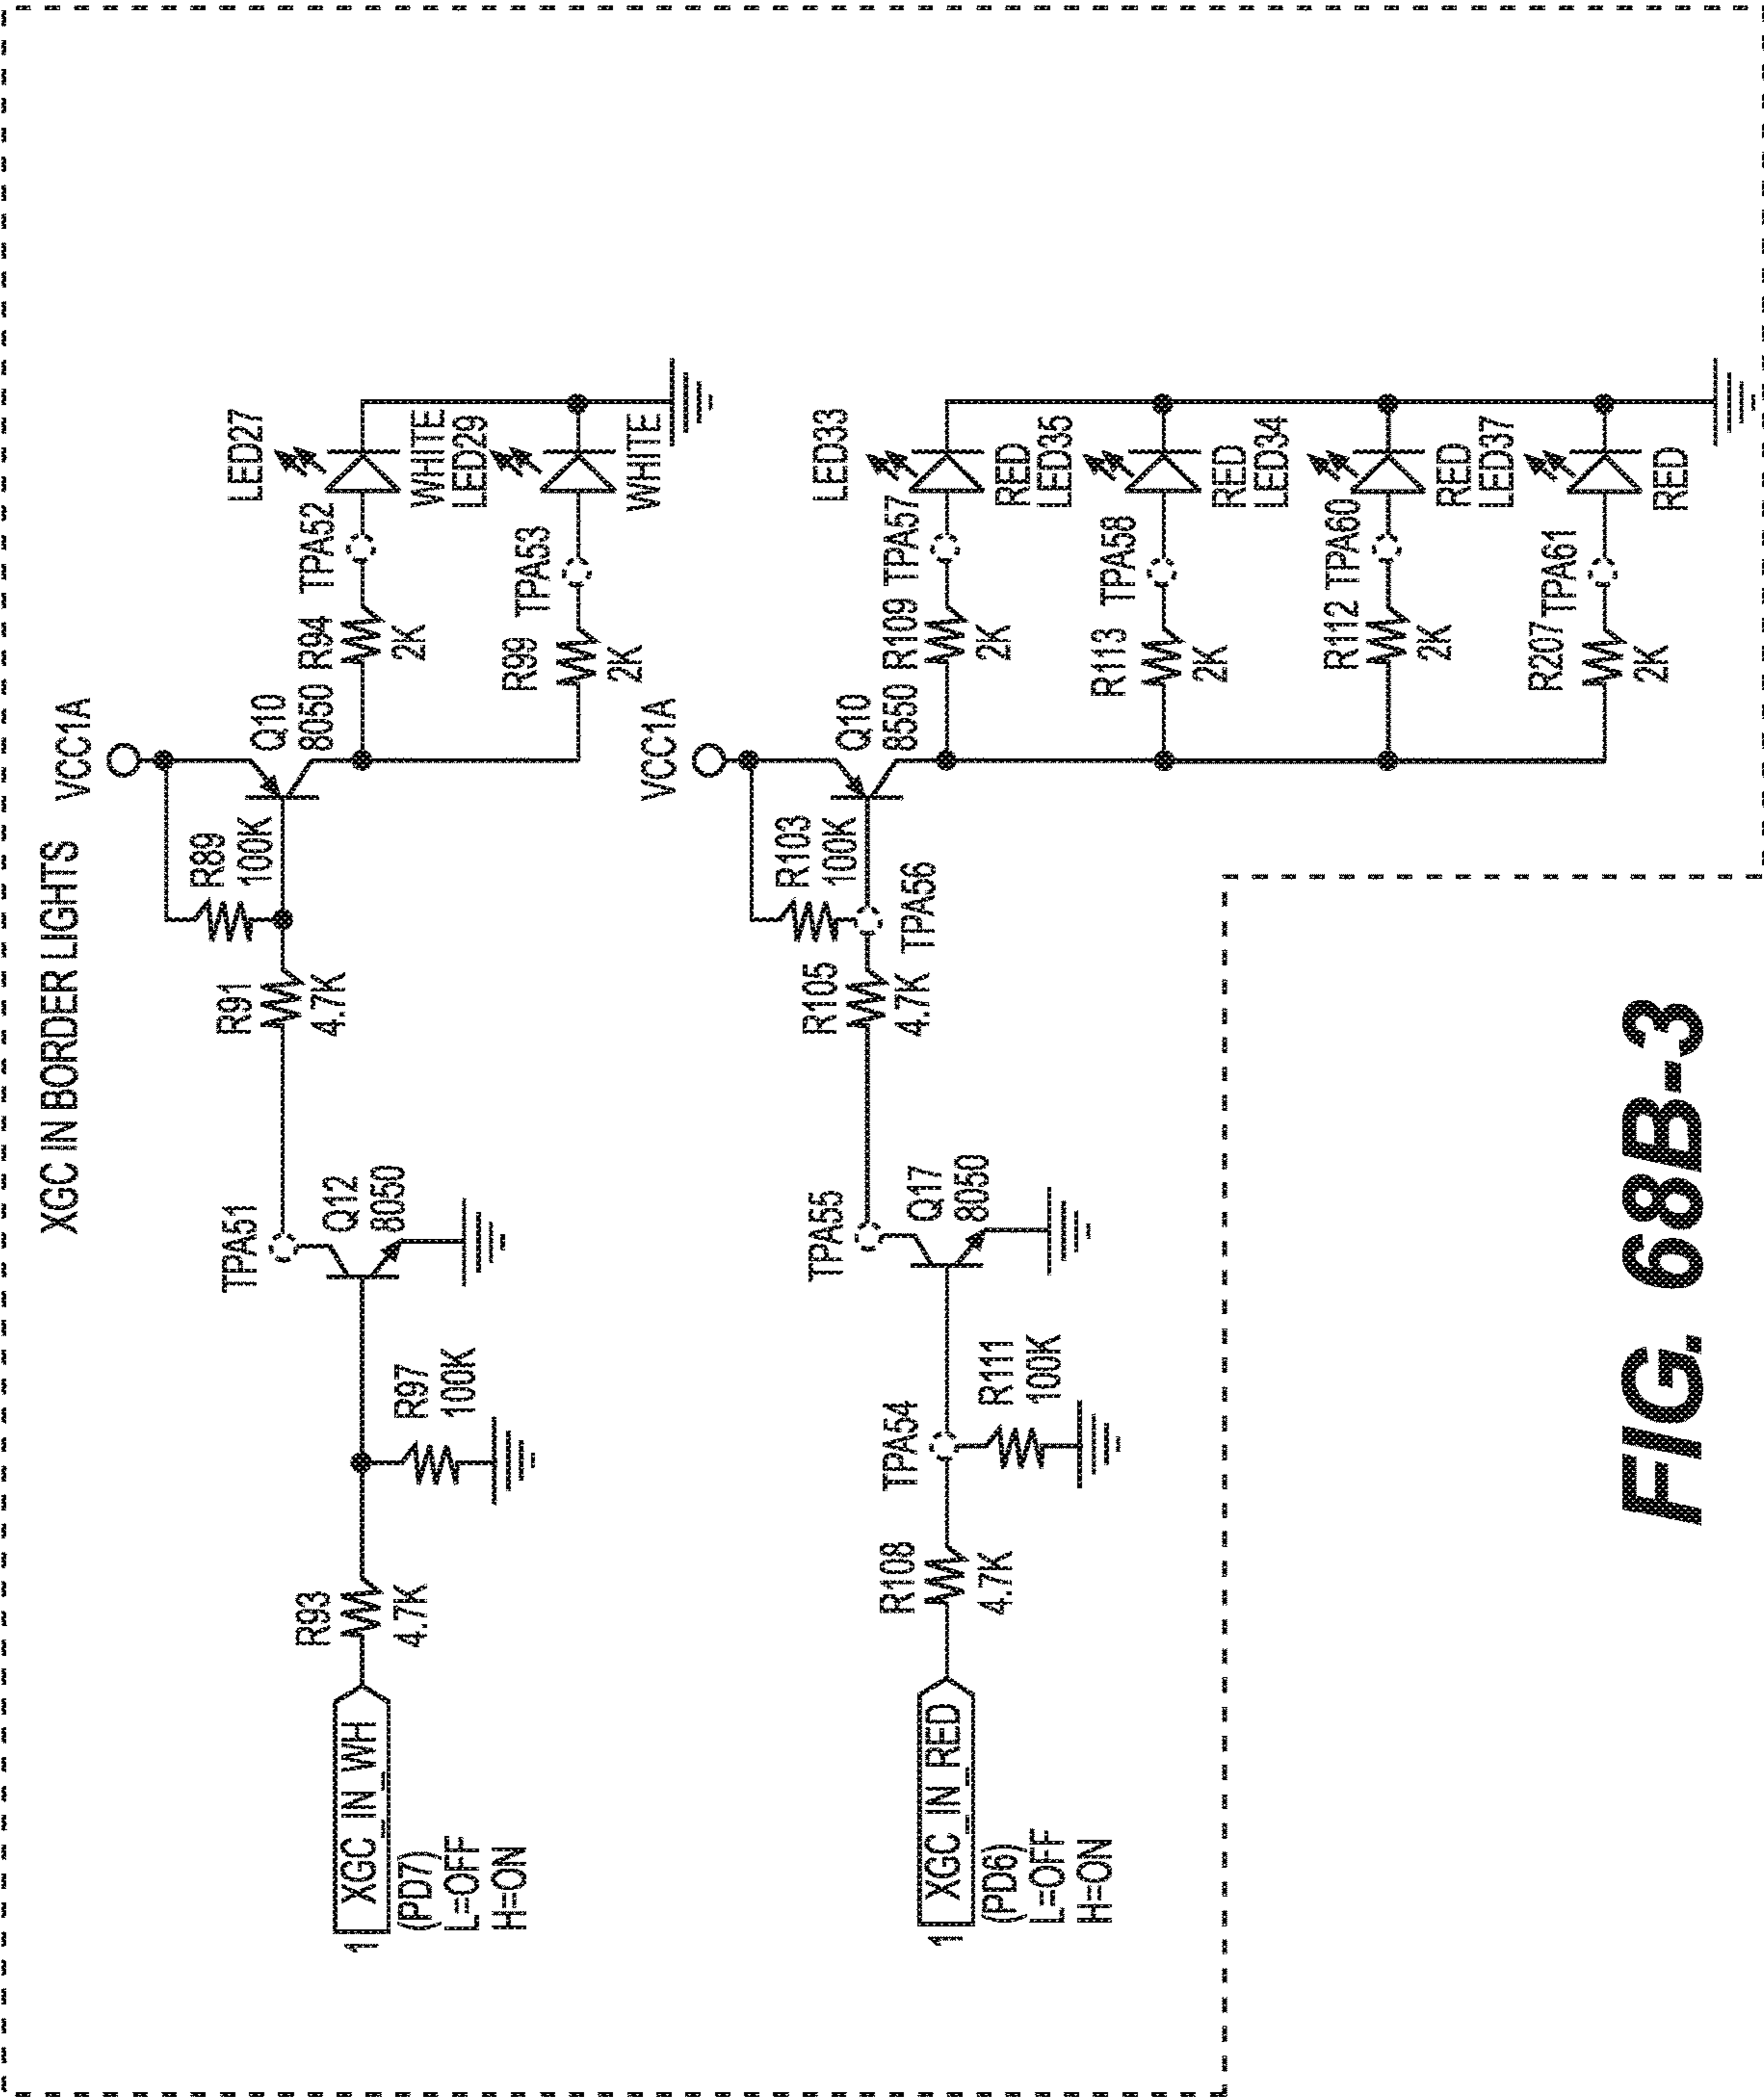 XGC IN BORDER LIGHTS
VCC1A
R89
100K
Q10
8050
R91
4.7K
TPA51
Q12
8050
R93
4.7K
R97
100K
1
XGC_IN_WH
(PD7)
L=OFF
H=ON
R94
2K
TPA52
LED27
WHITE
R99
2K
TPA53
LED29
WHITE
VCC1A
R103
100K
Q10
8550
R105
4.7K
TPA56
TPA55
Q17
8050
TPA54
R108
4.7K
R111
100K
1
XGC_IN_RED
(PD6)
L=OFF
H=ON
R109
2K
TPA57
LED33
RED
R113
2K
TPA58
LED35
RED
R112
2K
TPA60
LED34
RED
R207
2K
TPA61
LED37
RED
FIG. 68B-3